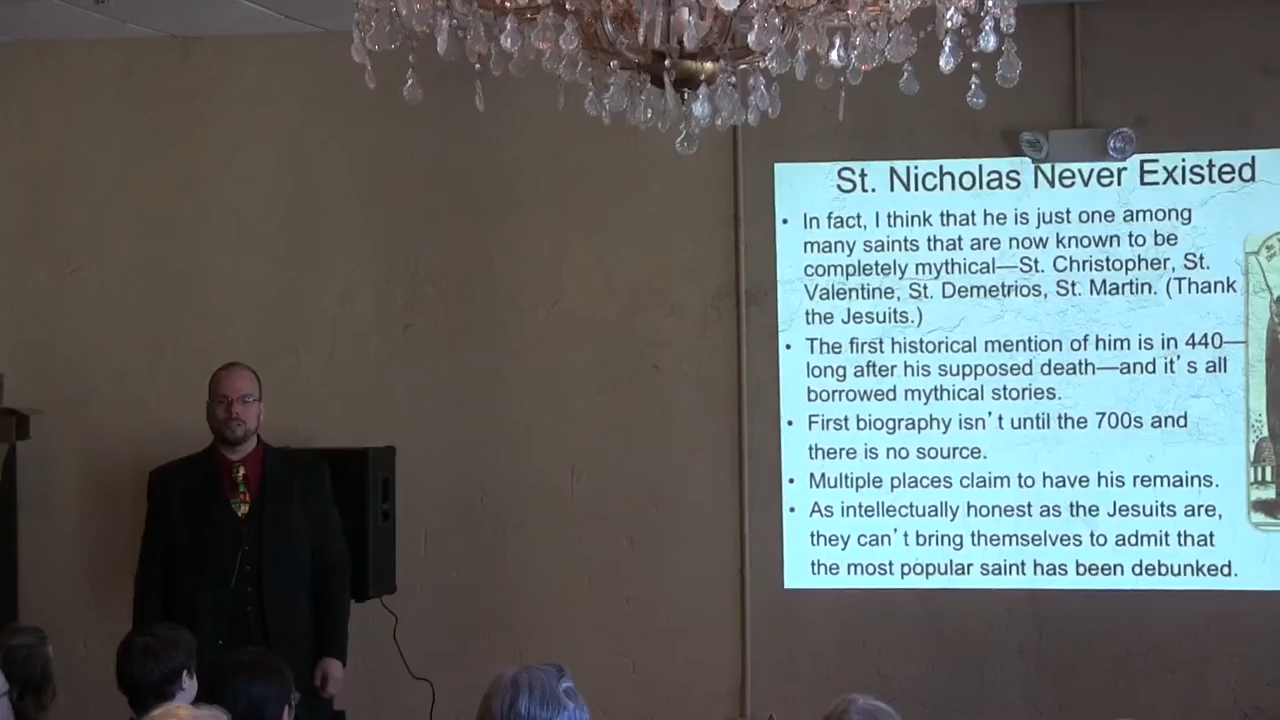 St. Nicholas Never Existed
• In fact, I think that he is just one among
many saints that are now known to be
completely mythical—St. Christopher, St.
Valentine, St. Demetrios, St. Martin. (Thank
the Jesuits.)
• The first historical mention of him is in 440—
long after his supposed death—and it's all
borrowed mythical stories.
• First biography isn't until the 700s and
there is no source.
• Multiple places claim to have his remains.
• As intellectually honest as the Jesuits are,
they can't bring themselves to admit that
the most popular saint has been debunked.